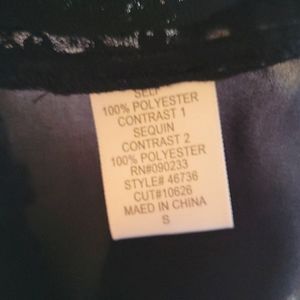 SELF
100% POLYESTER
CONTRAST 1
SEQUIN
CONTRAST 2
100% POLYESTER
RN#090233
STYLE# 46736
CUT#10626
MAED IN CHINA
S